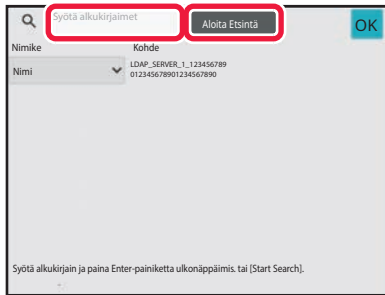 Syötä alkukirjaimet
Aloita Etsintä
OK
Nimike
Kohde
Nimi
LDAP_SERVER_1_123456789
012345678901234567890
Syötä alkukirjain ja paina Enter-painiketta ulkonäppäimis. tai [Start Search].